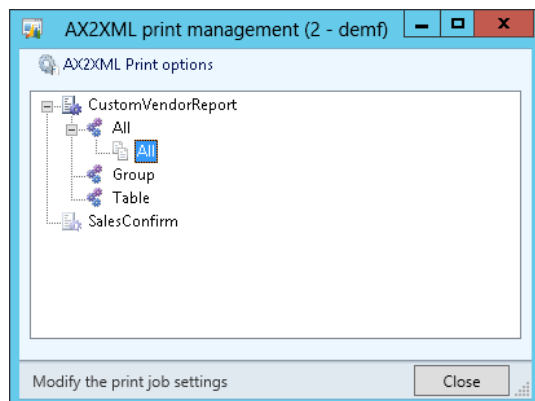 AX2XML print management (2 - demf)
AX2XML Print options
CustomVendorReport
All
All
Group
Table
SalesConfirm
Modify the print job settings
Close